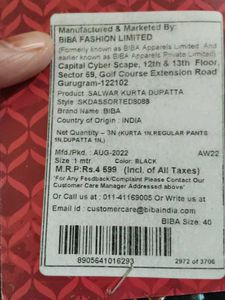 Manufactured & Marketed By:
BIBA FASHION LIMITED
(Formerly known as BIBA Apparels Limited. And
earlier known as BIBA Apparels Private Limited)
Capital Cyber Scape, 12th & 13th Floor,
Sector 59, Golf Course Extension Road
Gurugram-122102
Product : SALWAR KURTA DUPATTA
Style : SKDASSORTED8088
Brand Name : BIBA
Country of Origin : INDIA
Net Quantity - 3N (KURTA 1N,REGULAR PANTS
1N,DUPATTA 1N,)
Mfd./Pkd. : AUG-2022 AW22
Size : 1 mtr Color: BLACK
M.R.P:Rs.4 599 (Incl. of All Taxes)
*For Any Feedback/Complaint Please Contact Our
Customer Care Manager Addressed above*
Or Call us at : 011-41169005 Or Write us at
Email id : customercare@bibaindia.com
BIBA Size: 40
8905641016293 2972 of 3706